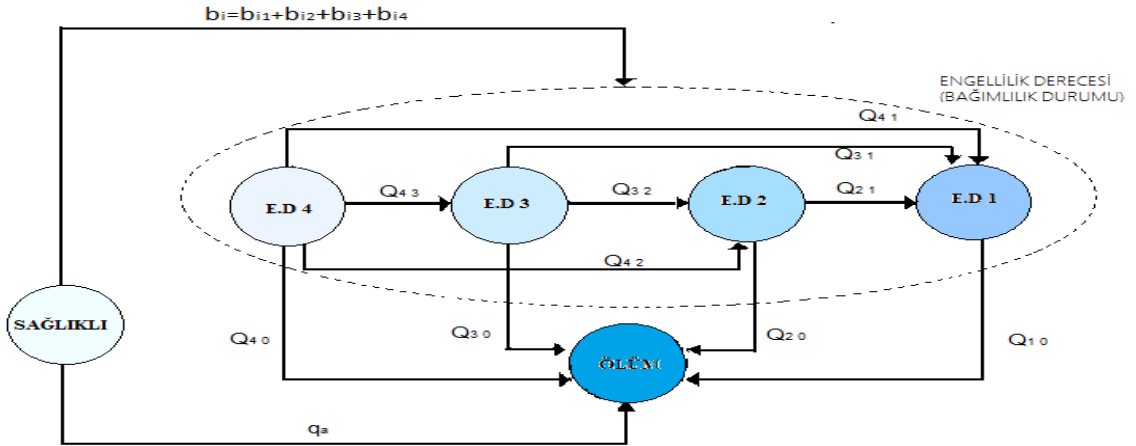 bi=bi1+bi2+bi3+bi4
ENGELLİLİK DERECESİ
(BAĞIMLILIK DURUMU)
Q4 1
Q3 1
Q4 3
Q3 2
Q2 1
E.D 4
E.D 3
E.D 2
E.D 1
Q4 2
SAĞLIKLI
Q4 0
Q3 0
Q2 0
Q1 0
ÖLÜM
qa